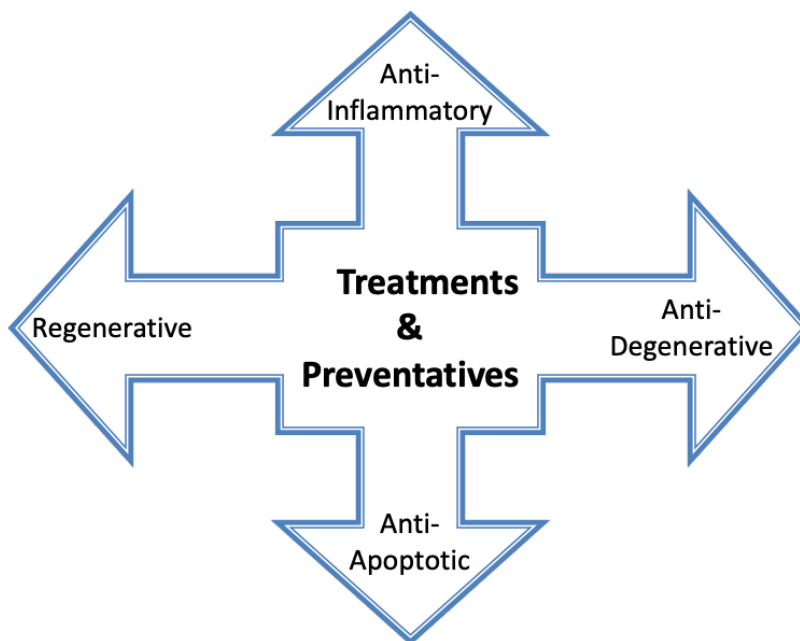 Anti-
Inflammatory
Treatments
&
Preventatives
Regenerative
Anti-
Degenerative
Anti-
Apoptotic